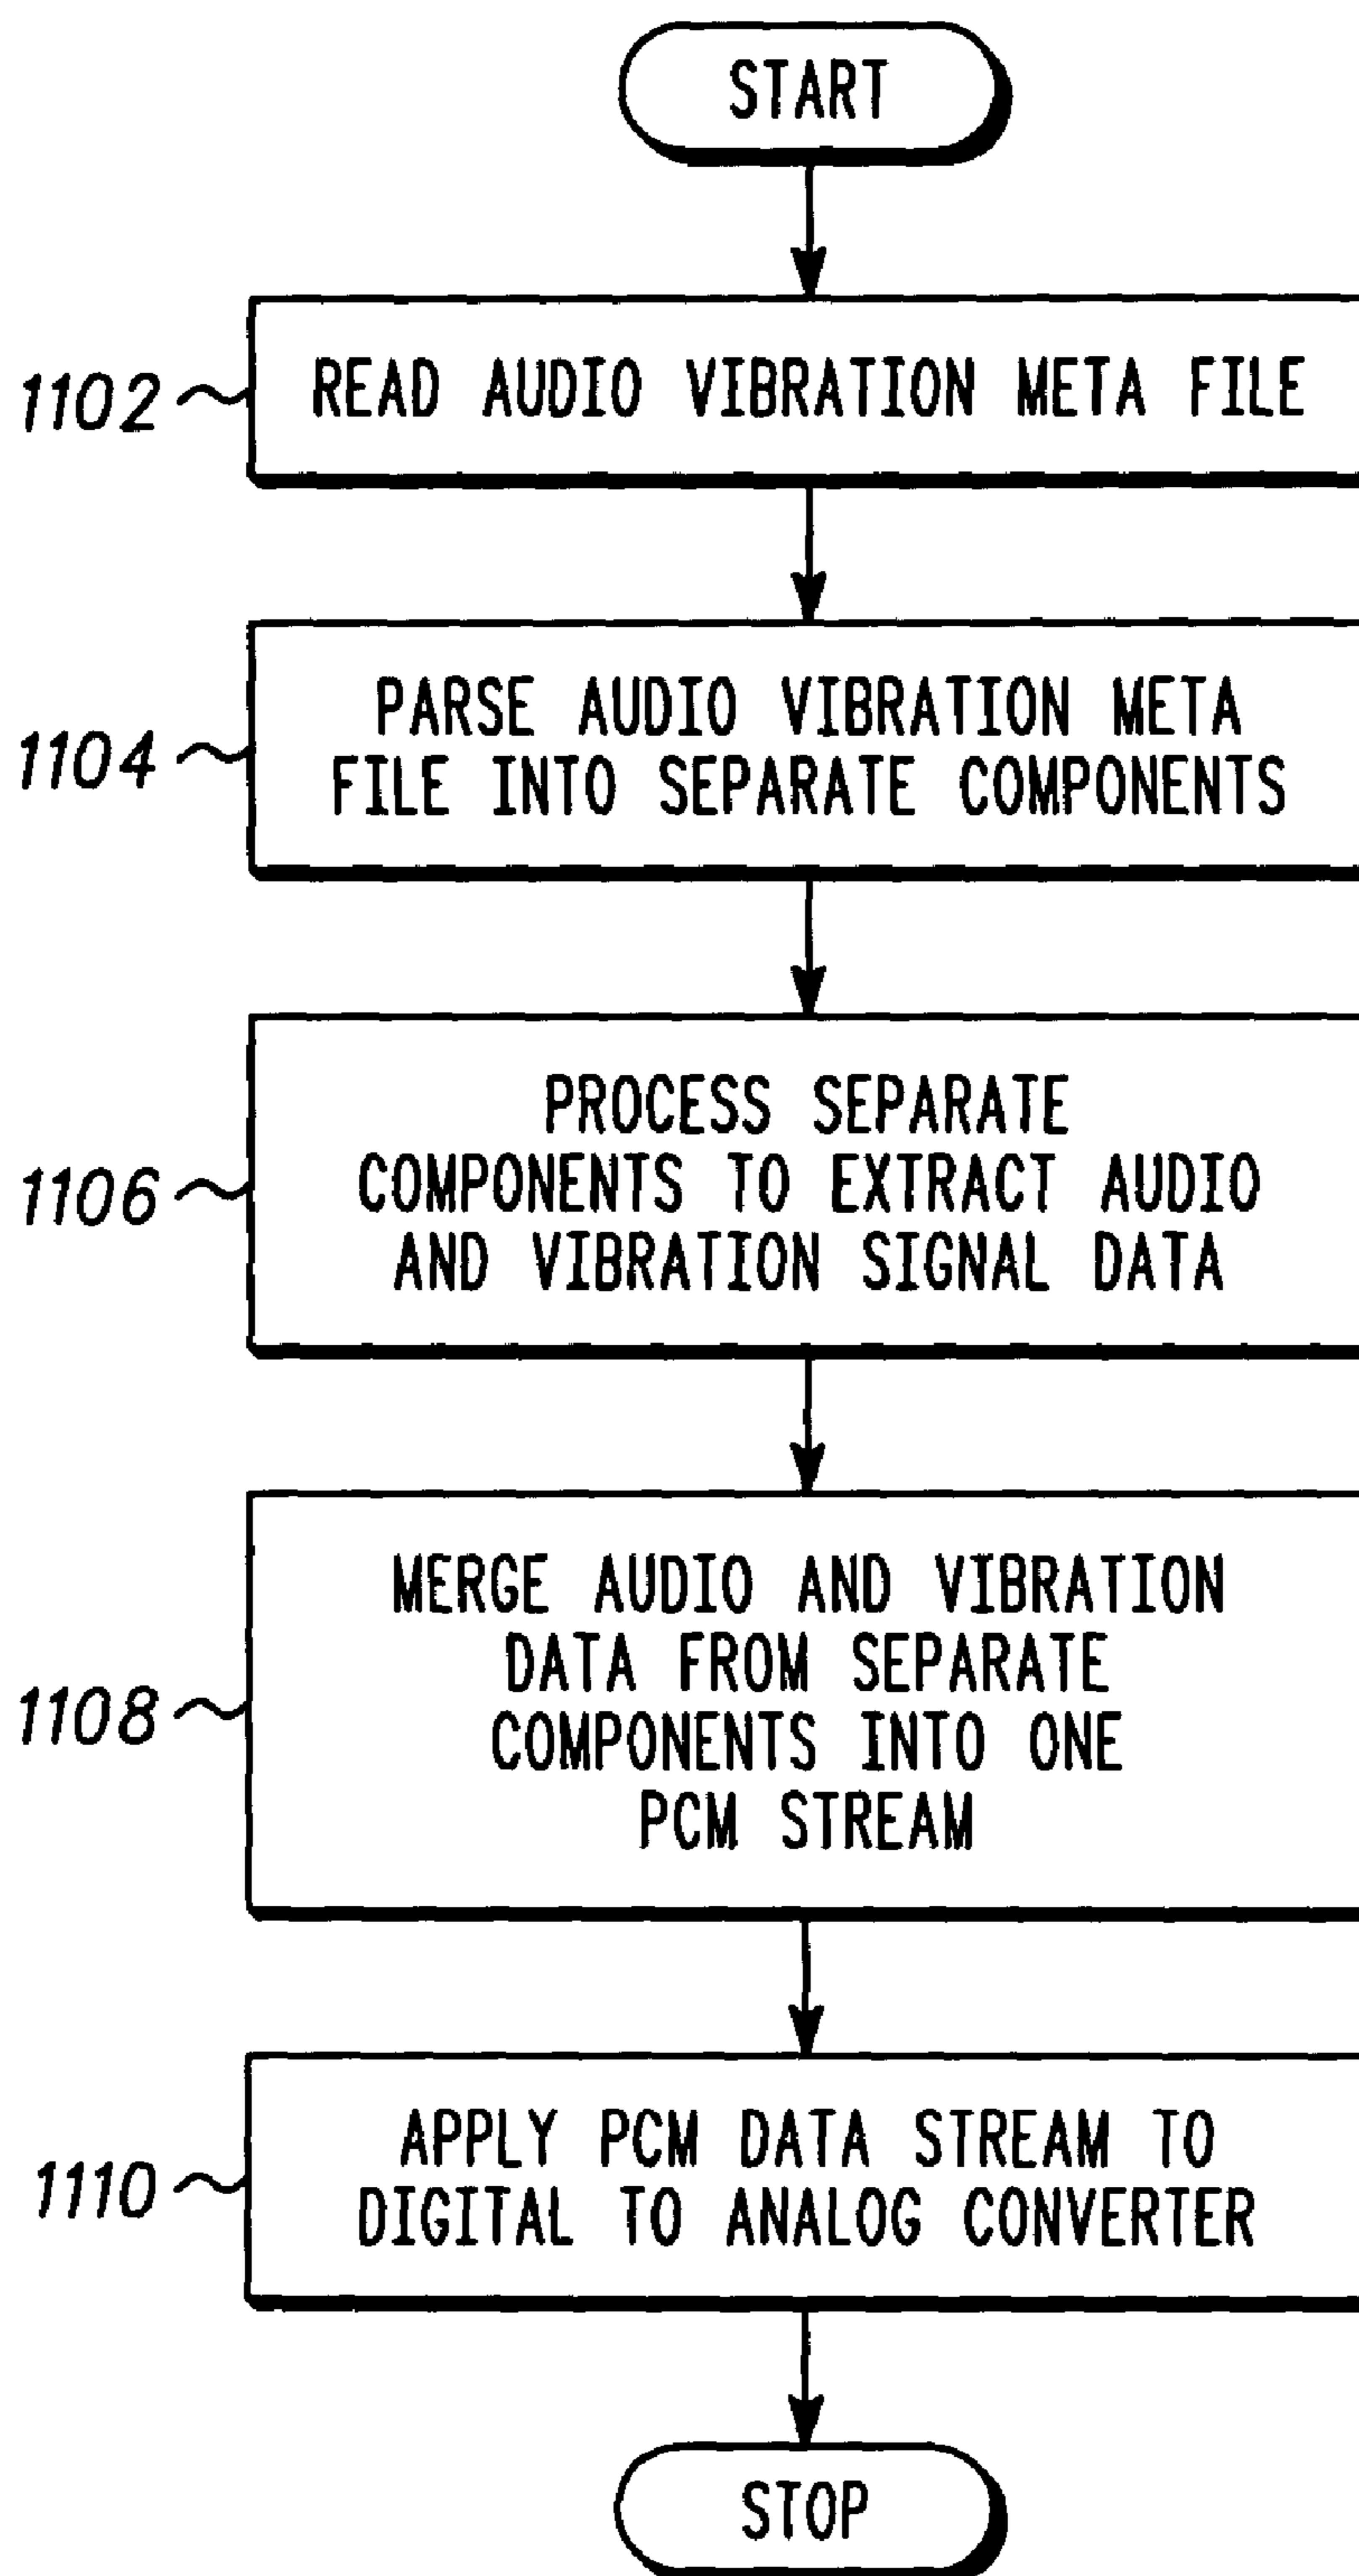 START
1102
READ AUDIO VIBRATION META FILE
1104
PARSE AUDIO VIBRATION META
FILE INTO SEPARATE COMPONENTS
1106
PROCESS SEPARATE
COMPONENTS TO EXTRACT AUDIO
AND VIBRATION SIGNAL DATA
1108
MERGE AUDIO AND VIBRATION
DATA FROM SEPARATE
COMPONENTS INTO ONE
PCM STREAM
1110
APPLY PCM DATA STREAM TO
DIGITAL TO ANALOG CONVERTER
STOP